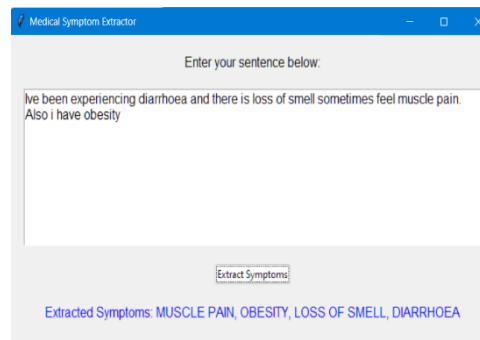 Medical Symptom Extractor
Enter your sentence below:
Ive been experiencing diarrhoea and there is loss of smell sometimes feel muscle pain.
Also i have obesity
Extract Symptoms
Extracted Symptoms: MUSCLE PAIN, OBESITY, LOSS OF SMELL, DIARRHOEA